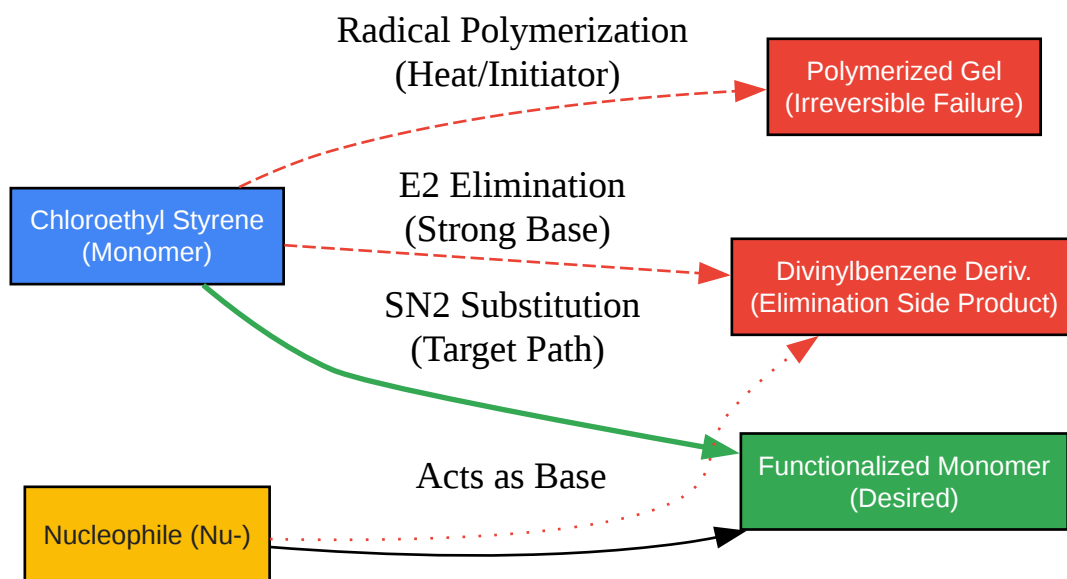 Radical Polymerization
(Heat/Initiator)
Polymerized Gel
(Irreversible Failure)
Chloroethyl Styrene
(Monomer)
E2 Elimination
(Strong Base)
Divinylbenzene Deriv.
(Elimination Side Product)
SN2 Substitution
(Target Path)
Functionalized Monomer
(Desired)
Acts as Base
Nucleophile (Nu-)